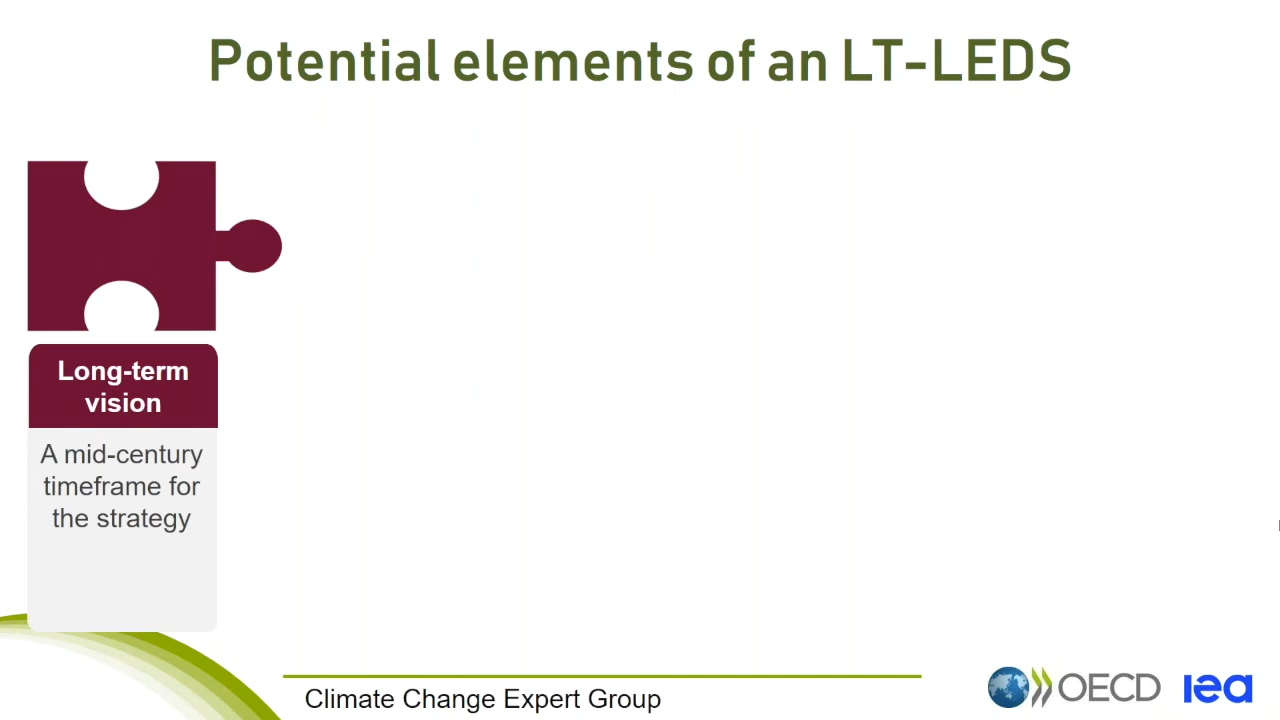 Potential elements of an LT-LEDS
Long-term
vision
A mid-century
timeframe for
the strategy
Climate Change Expert Group
OECD
iea